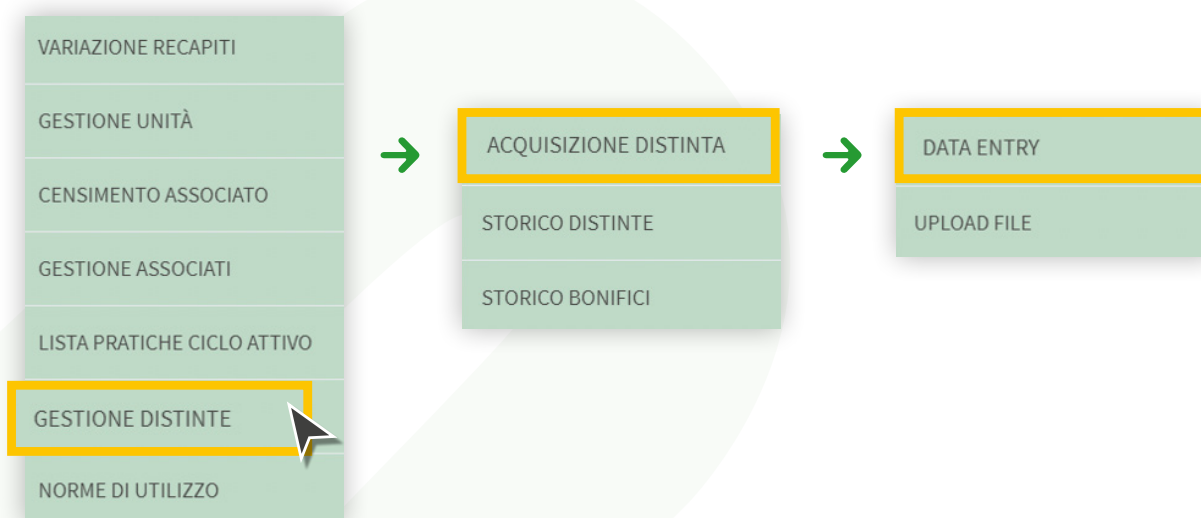 VARIAZIONE RECAPITI
GESTIONE UNITÀ
CENSIMENTO ASSOCIATO
GESTIONE ASSOCIATI
LISTA PRATICHE CICLO ATTIVO
GESTIONE DISTINTE
NORME DI UTILIZZO
ACQUISIZIONE DISTINTA
STORICO DISTINTE
STORICO BONIFICI
DATA ENTRY
UPLOAD FILE